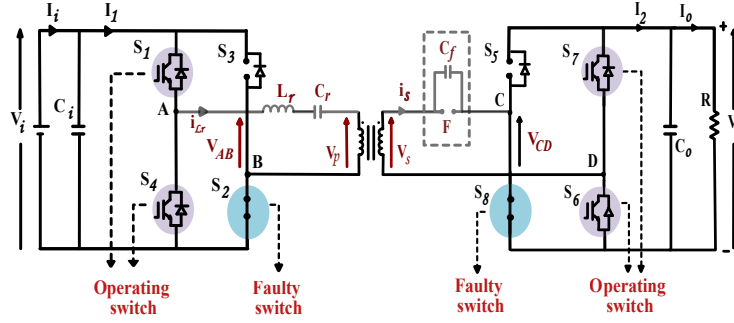 I_i I_1 I_2 I_o
S_1 S_3 C_f S_5 S_7 +
V_i C_i L_r C_r i_s R V
A i_Lr F C C_o
V_AB V_p V_s V_CD
B D
S_4 S_2 S_8 S_6 -
Operating switch
Faulty switch
Faulty switch
Operating switch